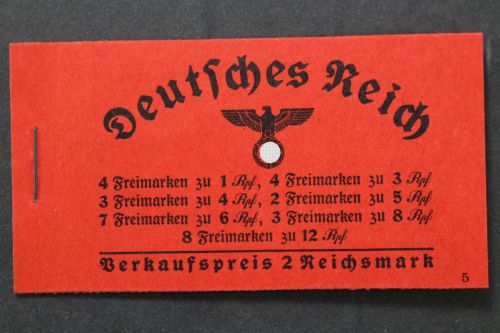 Deutſches Reich
4 Freimarken zu 1 Rpf, 4 Freimarken zu 3 Rpf
3 Freimarken zu 4 Rpf, 2 Freimarken zu 5 Rpf
7 Freimarken zu 6 Rpf, 3 Freimarken zu 8 Rpf
8 Freimarken zu 12 Rpf
Verkaufspreis 2 Reichsmark
5